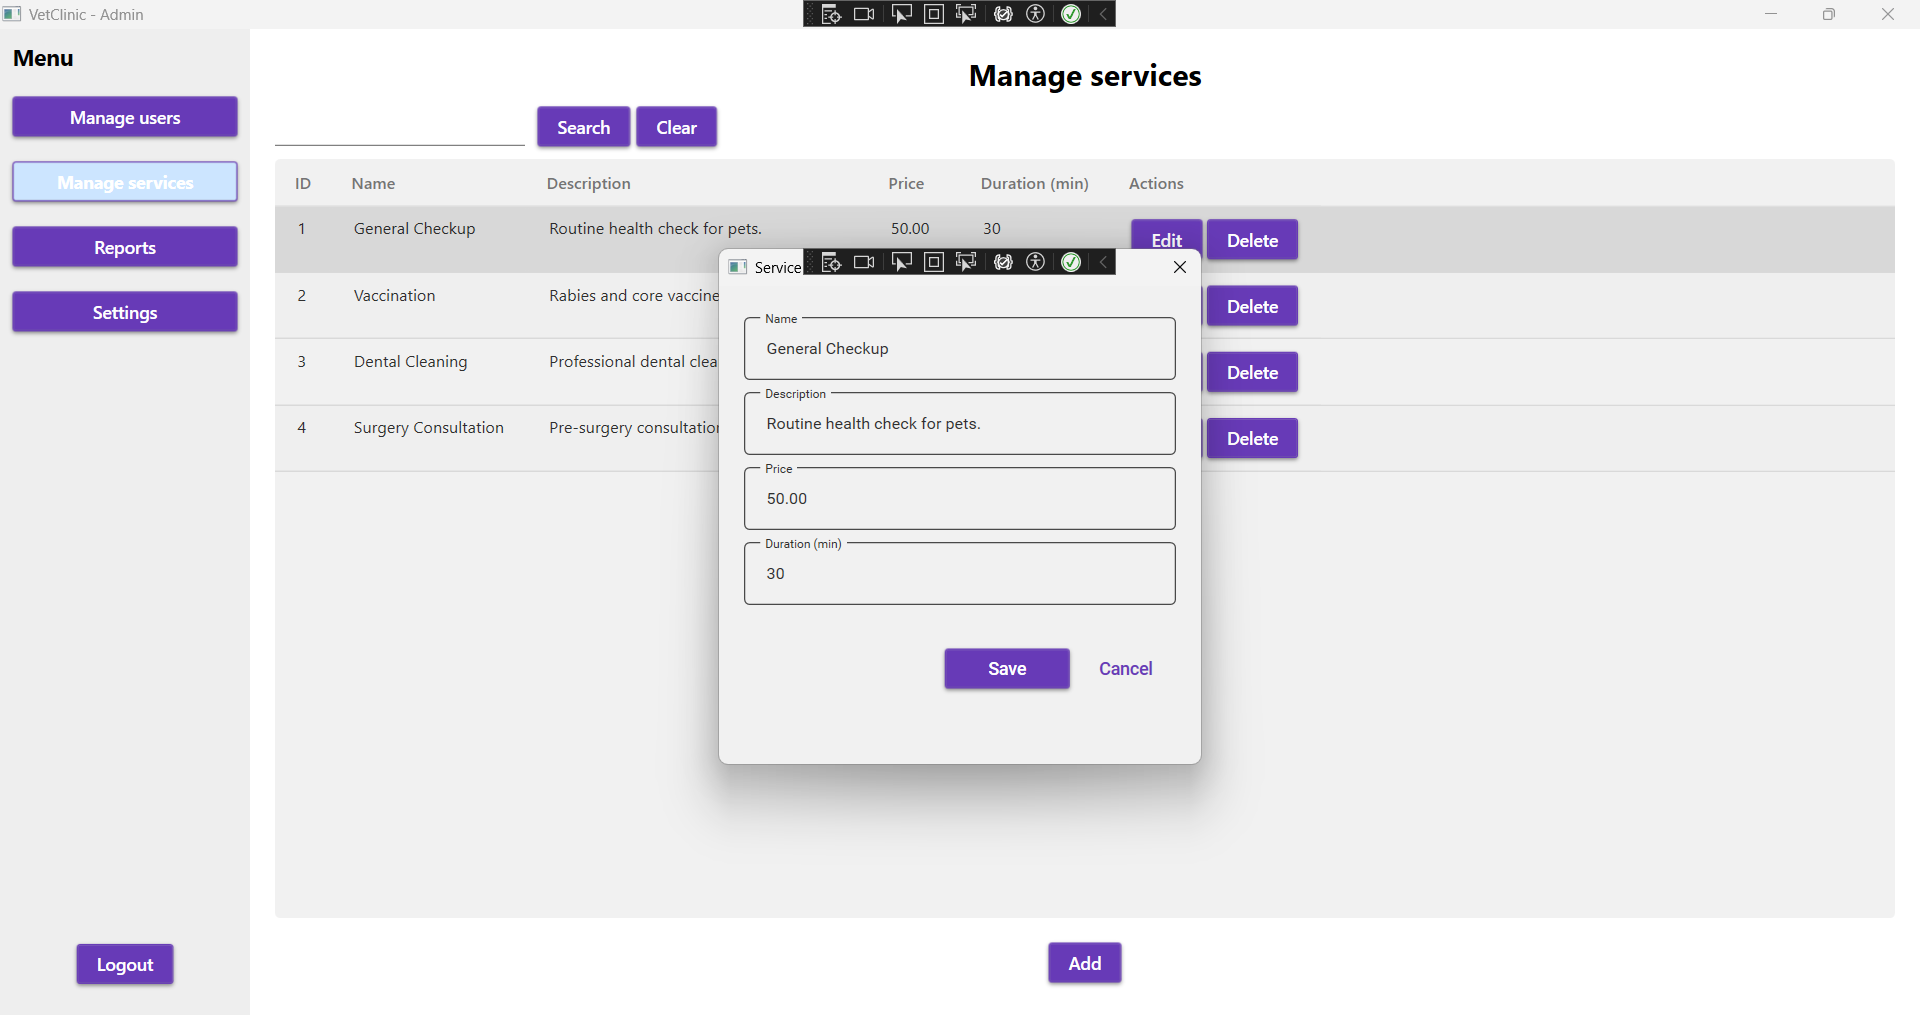 VetClinic - Admin
Menu
Manage users
Manage services
Reports
Settings
Logout
Manage services
Search Clear
ID Name Description Price Duration (min) Actions
1 General Checkup Routine health check for pets. 50.00 30 Edit Delete
2 Vaccination Rabies and core vaccine Delete
3 Dental Cleaning Professional dental clea Delete
4 Surgery Consultation Pre-surgery consultation Delete
Add
Service
Name
General Checkup
Description
Routine health check for pets.
Price
50.00
Duration (min)
30
Save Cancel